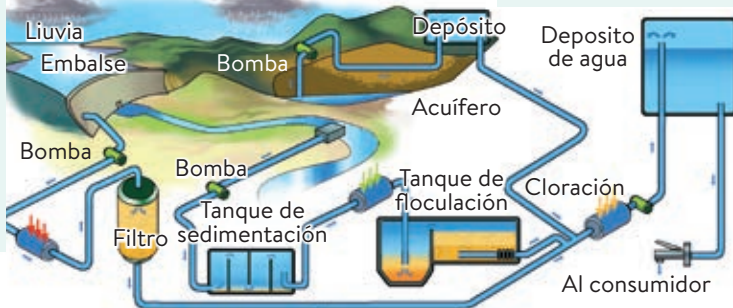 Lluvia
Embalse
Bomba
Depósito
Deposito
de agua
Acuífero
Bomba
Bomba
Tanque de
sedimentación
Filtro
Tanque de
floculación
Cloración
Al consumidor